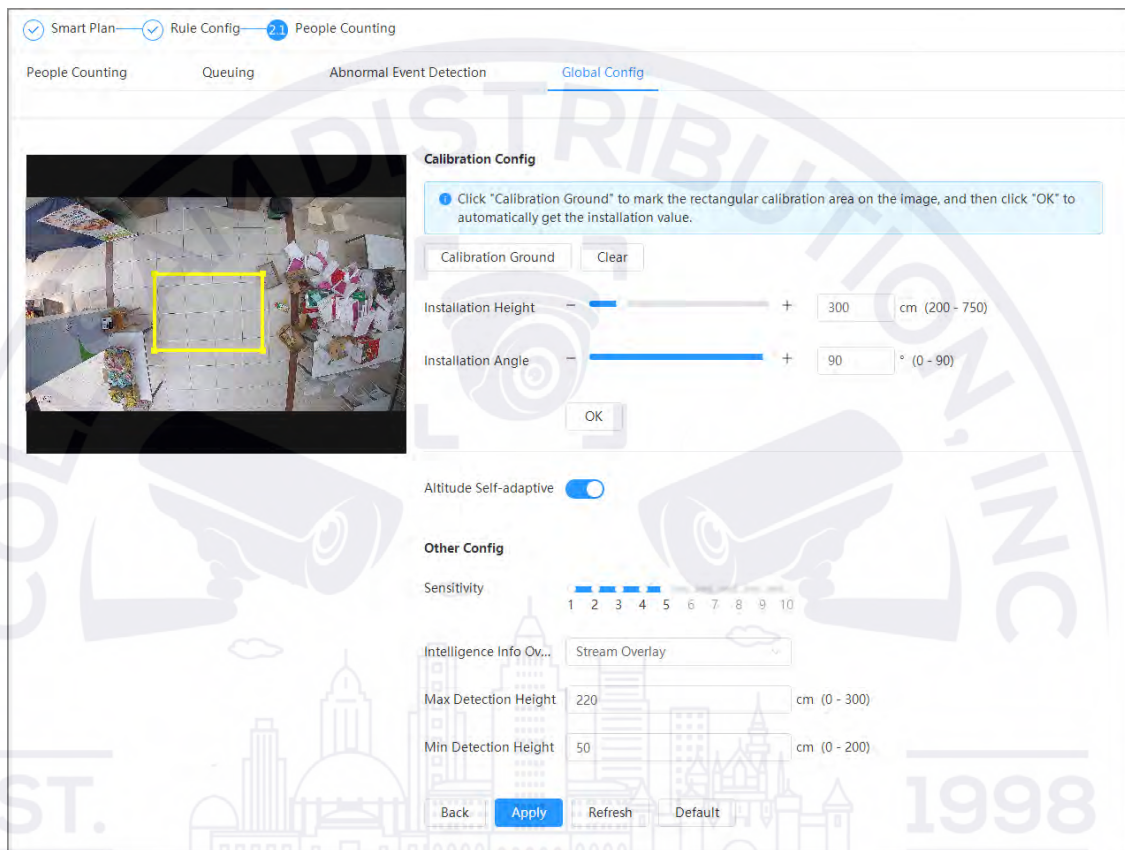 Smart Plan
Rule Config
2.1 People Counting
People Counting Queuing Abnormal Event Detection Global Config
Calibration Config
Click "Calibration Ground" to mark the rectangular calibration area on the image, and then click "OK" to
automatically get the installation value.
Calibration Ground Clear
Installation Height - + 300 cm (200 - 750)
Installation Angle - + 90 ° (0 - 90)
OK
Altitude Self-adaptive
Other Config
Sensitivity
1 2 3 4 5 6 7 8 9 10
Intelligence Info Ov... Stream Overlay
Max Detection Height 220 cm (0 - 300)
Min Detection Height 50 cm (0 - 200)
Back Apply Refresh Default
DISTRIBUTION, INC
ST. 1998